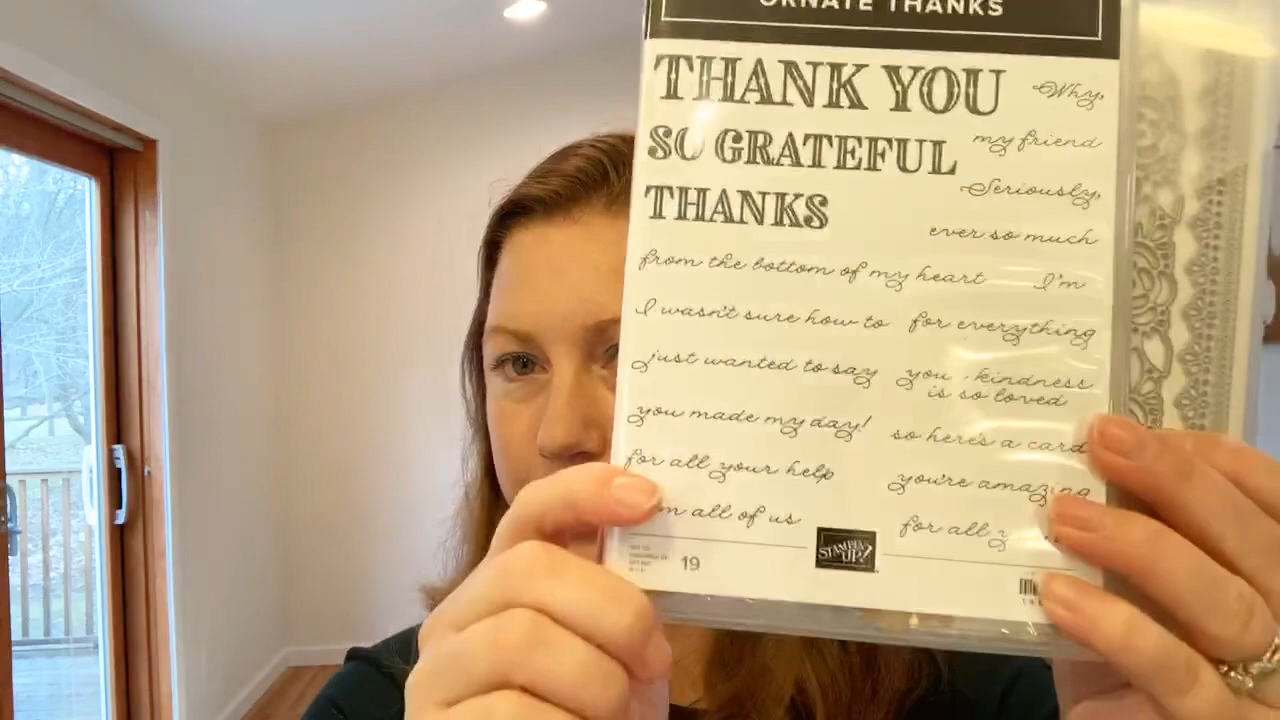 ORNATE THANKS
THANK YOU
Why,
SO GRATEFUL
my friend
Seriously,
THANKS
ever so much
from the bottom of my heart
I'm
I wasn't sure how to
for everything
just wanted to say
you kindness
is so loved
you made my day!
so here's a card
for all your help
you're amazing
all of us
for all
STAMPIN' UP!
19